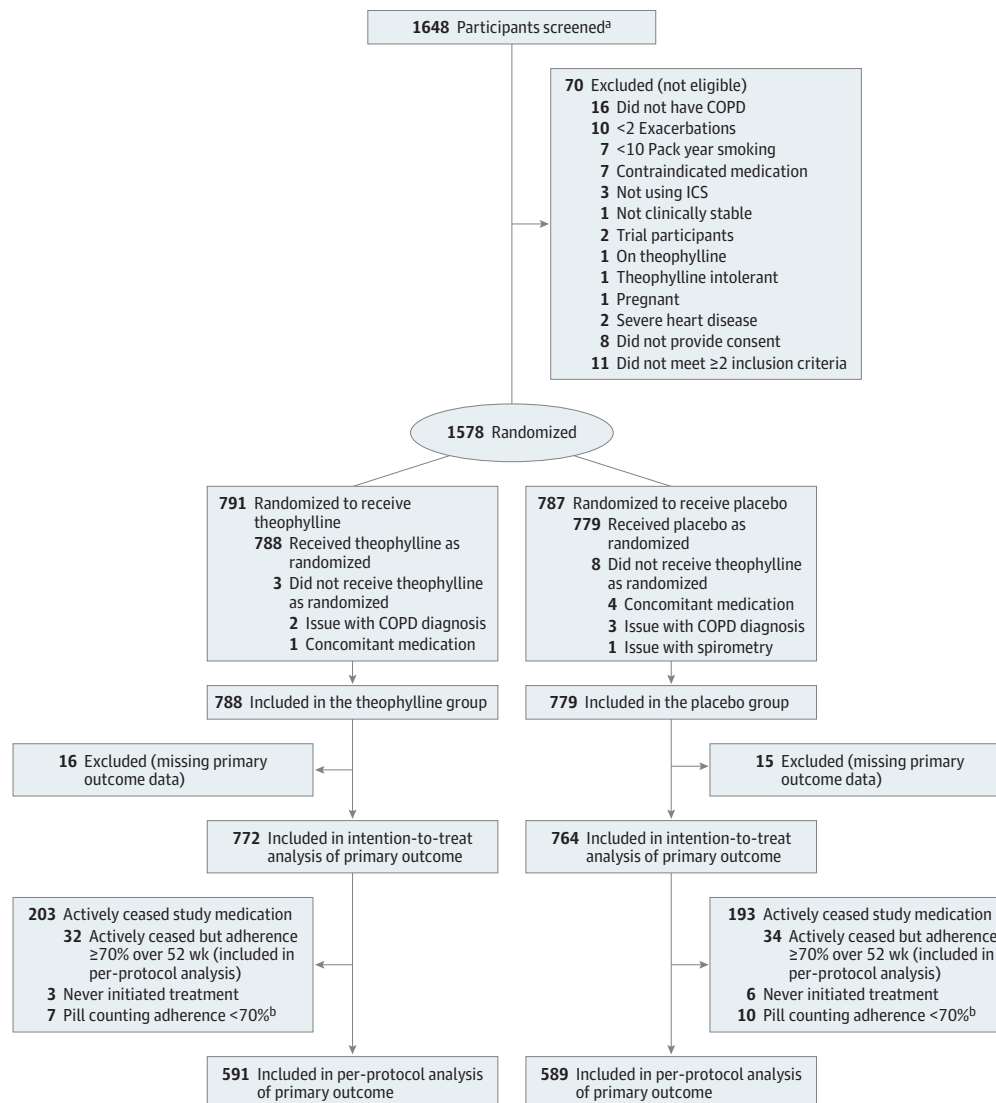 1648 Participants screenedᵃ
70 Excluded (not eligible)
16 Did not have COPD
10 <2 Exacerbations
7 <10 Pack year smoking
7 Contraindicated medication
3 Not using ICS
1 Not clinically stable
2 Trial participants
1 On theophylline
1 Theophylline intolerant
1 Pregnant
2 Severe heart disease
8 Did not provide consent
11 Did not meet ≥2 inclusion criteria
1578 Randomized
791 Randomized to receive
theophylline
788 Received theophylline as
randomized
3 Did not receive theophylline
as randomized
2 Issue with COPD diagnosis
1 Concomitant medication
787 Randomized to receive placebo
779 Received placebo as
randomized
8 Did not receive theophylline
as randomized
4 Concomitant medication
3 Issue with COPD diagnosis
1 Issue with spirometry
788 Included in the theophylline group
779 Included in the placebo group
16 Excluded (missing primary
outcome data)
15 Excluded (missing primary
outcome data)
772 Included in intention-to-treat
analysis of primary outcome
764 Included in intention-to-treat
analysis of primary outcome
203 Actively ceased study medication
32 Actively ceased but adherence
≥70% over 52 wk (included in
per-protocol analysis)
3 Never initiated treatment
7 Pill counting adherence <70%ᵇ
193 Actively ceased study medication
34 Actively ceased but adherence
≥70% over 52 wk (included in
per-protocol analysis)
6 Never initiated treatment
10 Pill counting adherence <70%ᵇ
591 Included in per-protocol analysis
of primary outcome
589 Included in per-protocol analysis
of primary outcome